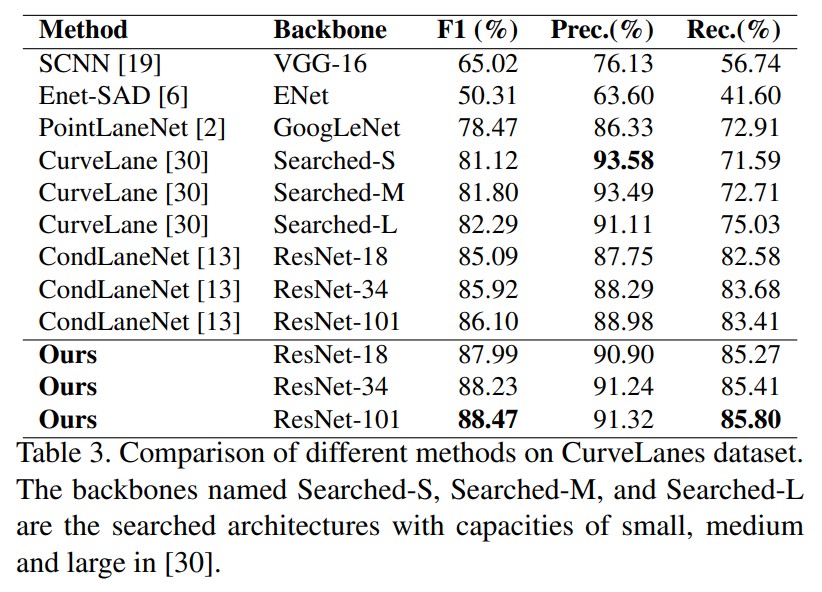 Method Backbone F1 (%) Prec.(%) Rec.(%)
SCNN [19] VGG-16 65.02 76.13 56.74
Enet-SAD [6] ENet 50.31 63.60 41.60
PointLaneNet [2] GoogLeNet 78.47 86.33 72.91
CurveLane [30] Searched-S 81.12 93.58 71.59
CurveLane [30] Searched-M 81.80 93.49 72.71
CurveLane [30] Searched-L 82.29 91.11 75.03
CondLaneNet [13] ResNet-18 85.09 87.75 82.58
CondLaneNet [13] ResNet-34 85.92 88.29 83.68
CondLaneNet [13] ResNet-101 86.10 88.98 83.41
Ours ResNet-18 87.99 90.90 85.27
Ours ResNet-34 88.23 91.24 85.41
Ours ResNet-101 88.47 91.32 85.80
Table 3. Comparison of different methods on CurveLanes dataset.
The backbones named Searched-S, Searched-M, and Searched-L
are the searched architectures with capacities of small, medium
and large in [30].